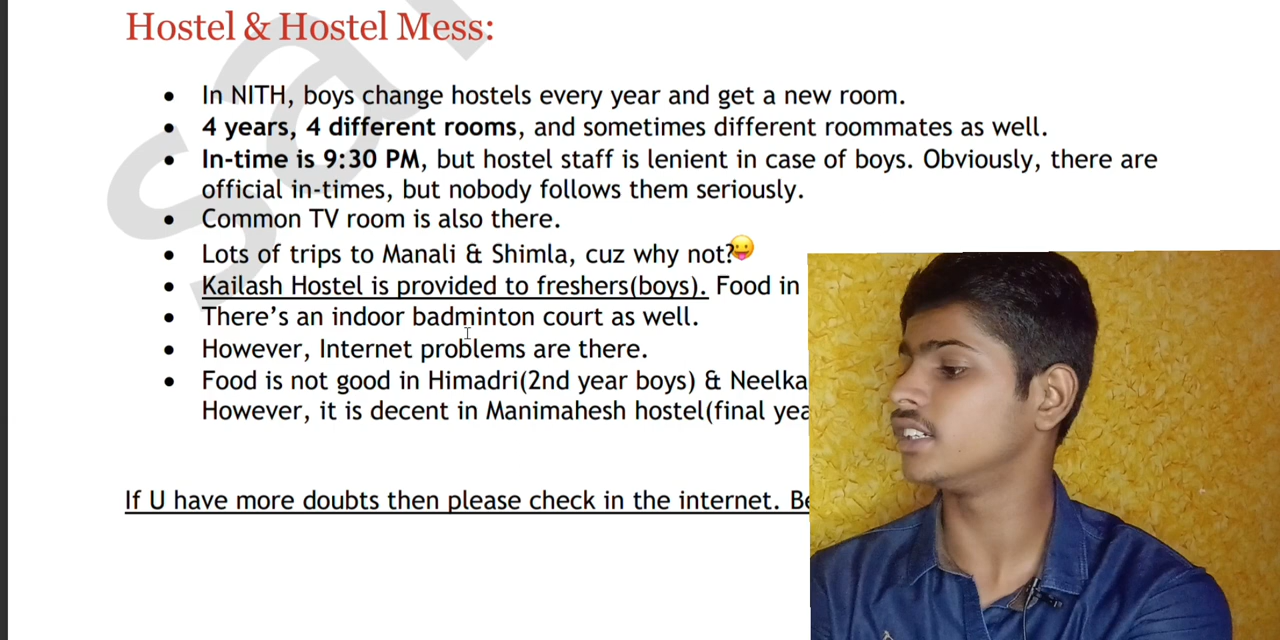 Hostel & Hostel Mess:
• In NITH, boys change hostels every year and get a new room.
• 4 years, 4 different rooms, and sometimes different roommates as well.
• In-time is 9:30 PM, but hostel staff is lenient in case of boys. Obviously, there are
official in-times, but nobody follows them seriously.
• Common TV room is also there.
• Lots of trips to Manali & Shimla, cuz why not?😛
• Kailash Hostel is provided to freshers(boys). Food in
• There’s an indoor badminton court as well.
• However, Internet problems are there.
• Food is not good in Himadri(2nd year boys) &
However, it is decent in Manimahesh hostel(final
If U have more doubts then please check in the internet.